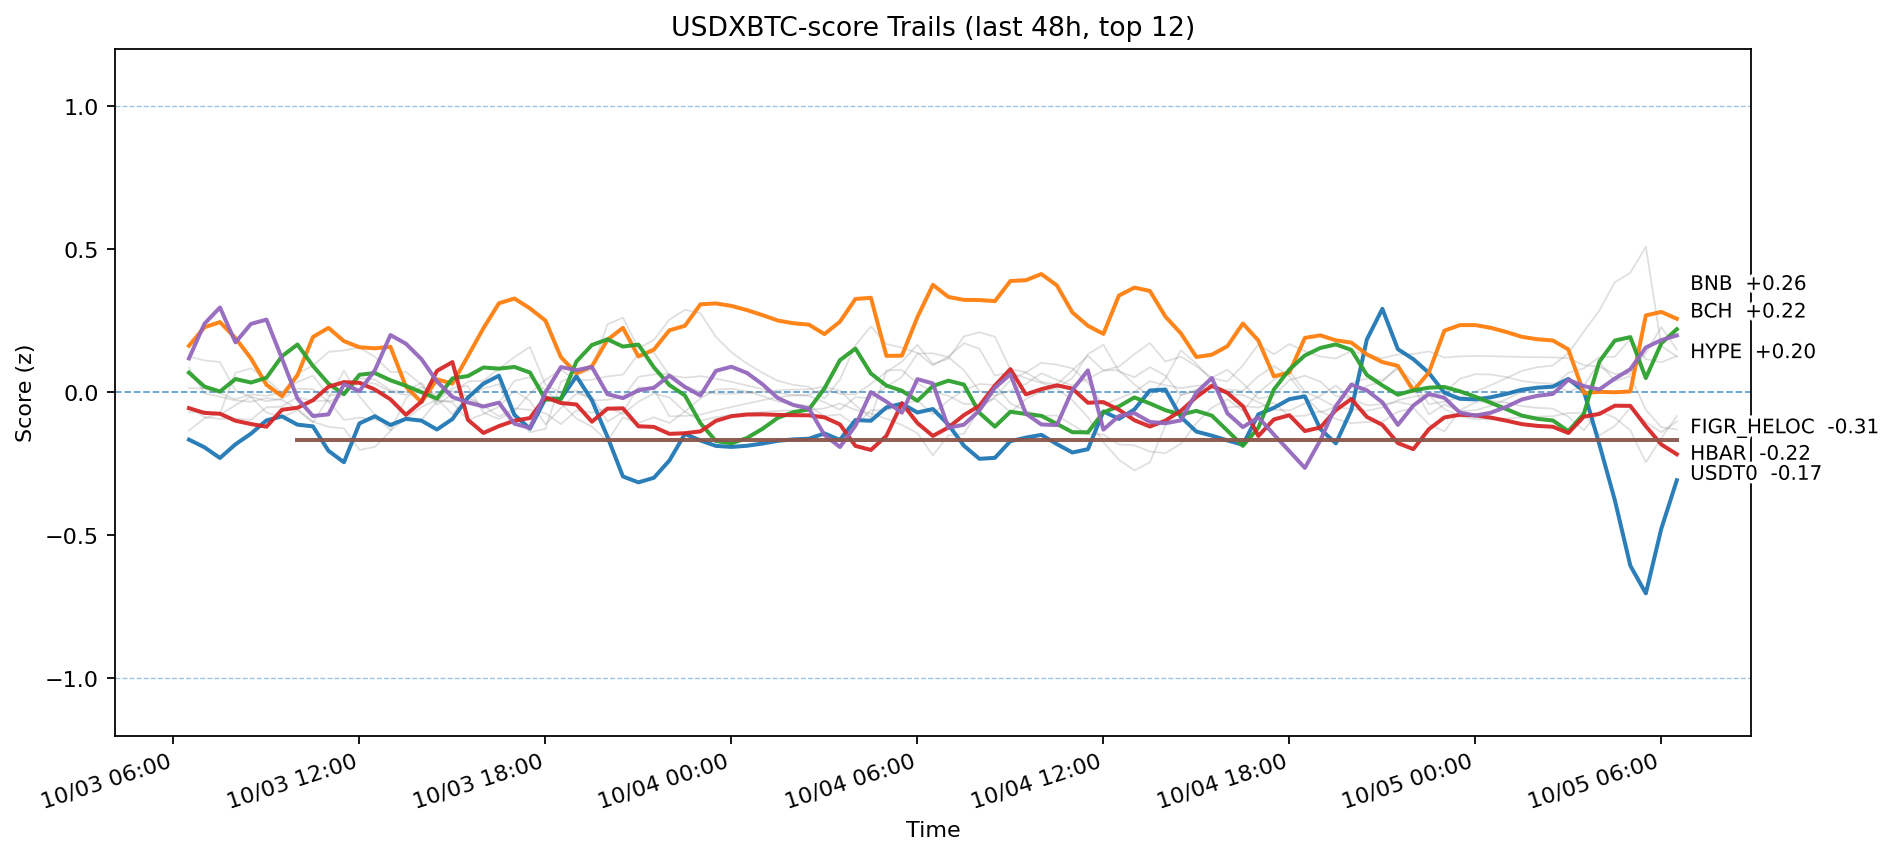 USDXBTC-score Trails (last 48h, top 12)
Score (z)
1.0
0.5
0.0
−0.5
−1.0
BNB +0.26
BCH +0.22
HYPE +0.20
FIGR_HELOC -0.31
HBAR -0.22
USDT0 -0.17
10/03 06:00
10/03 12:00
10/03 18:00
10/04 00:00
10/04 06:00
10/04 12:00
10/04 18:00
10/05 00:00
10/05 06:00
Time